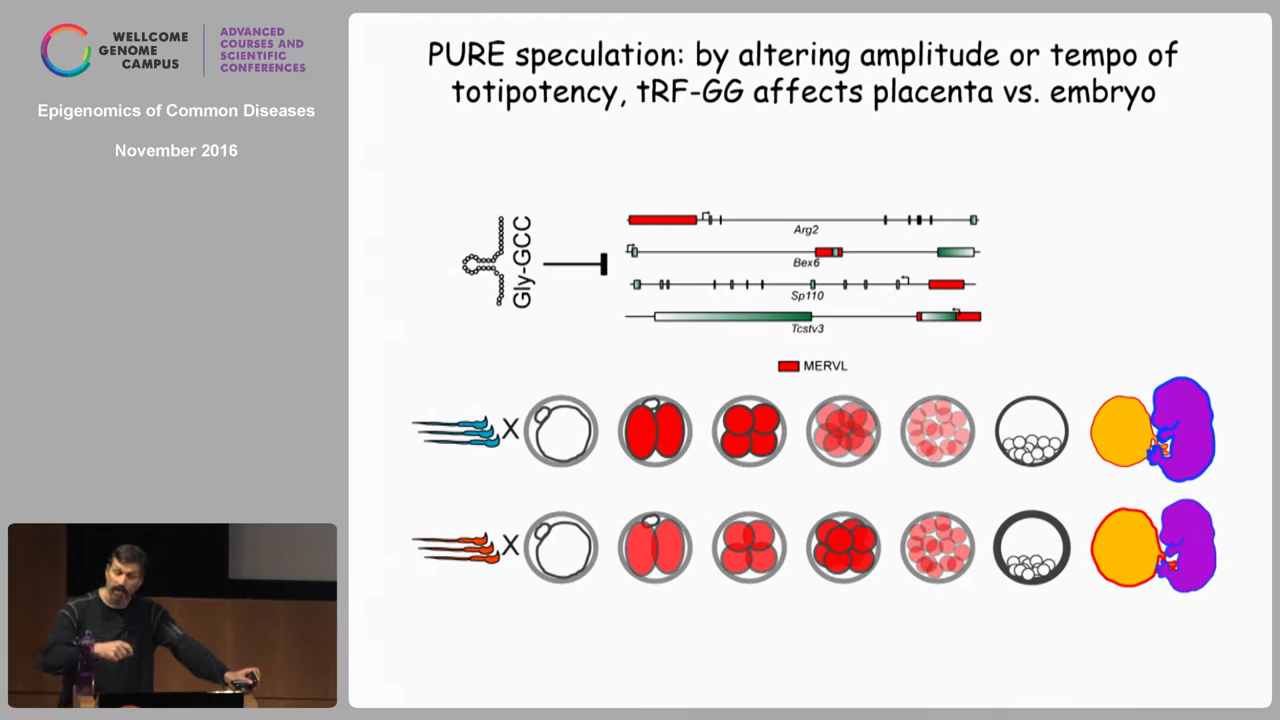 WELLCOME
GENOME
CAMPUS
ADVANCED
COURSES AND
SCIENTIFIC
CONFERENCES
Epigenomics of Common Diseases
November 2016
PURE speculation: by altering amplitude or tempo of
totipotency, tRF-GG affects placenta vs. embryo
Gly-GCC
Arg2
Bex6
Sp110
Tcstv3
MERVL
X
X